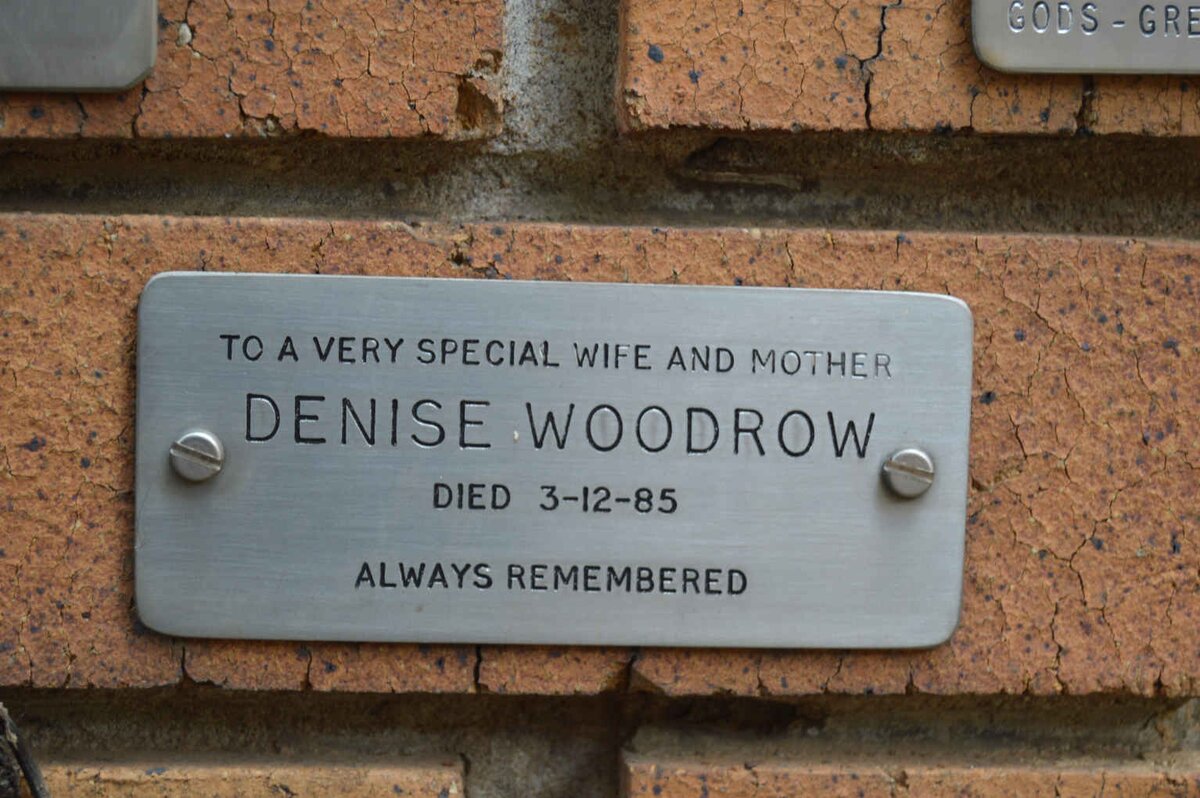 GODS - GRE
TO A VERY SPECIAL WIFE AND MOTHER
DENISE WOODROW
DIED 3-12-85
ALWAYS REMEMBERED